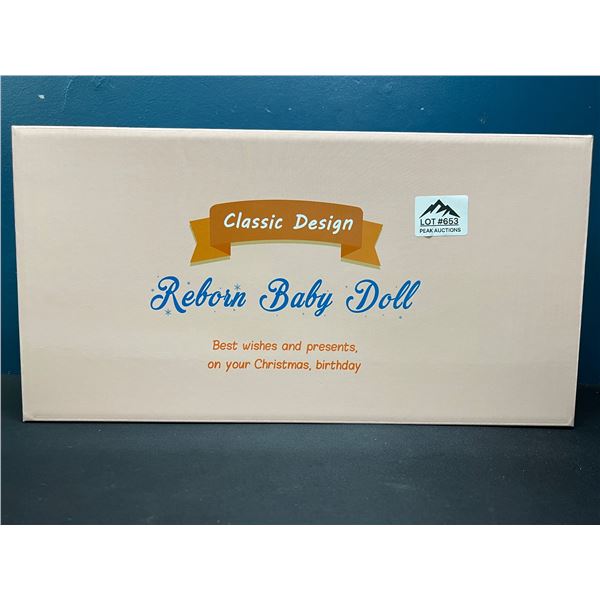 Classic Design
LOT #653
PEAK AUCTIONS
Reborn Baby Doll
Best wishes and presents,
on your Christmas, birthday